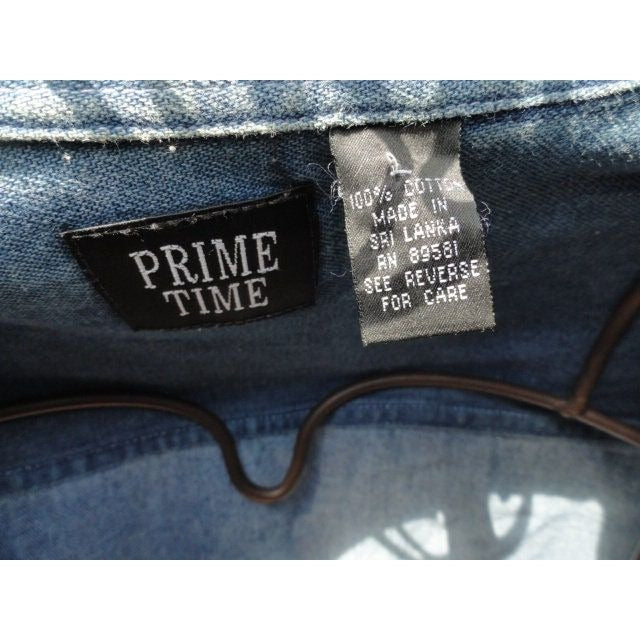 PRIME
TIME
L
100% COTTON
MADE IN
SRI LANKA
RN 89581
SEE REVERSE
FOR CARE